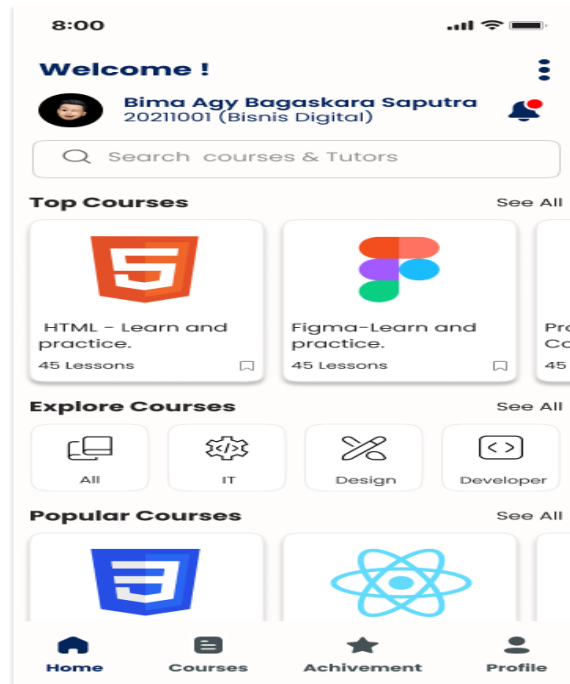 8:00
Welcome !
Bima Agy Bagaskara Saputra
20211001 (Bisnis Digital)
Search courses & Tutors
Top Courses See All
HTML - Learn and
practice.
45 Lessons
Figma-Learn and
practice.
45 Lessons
45
Explore Courses See All
All IT Design Developer
Popular Courses See All
Home Courses Achivement Profile